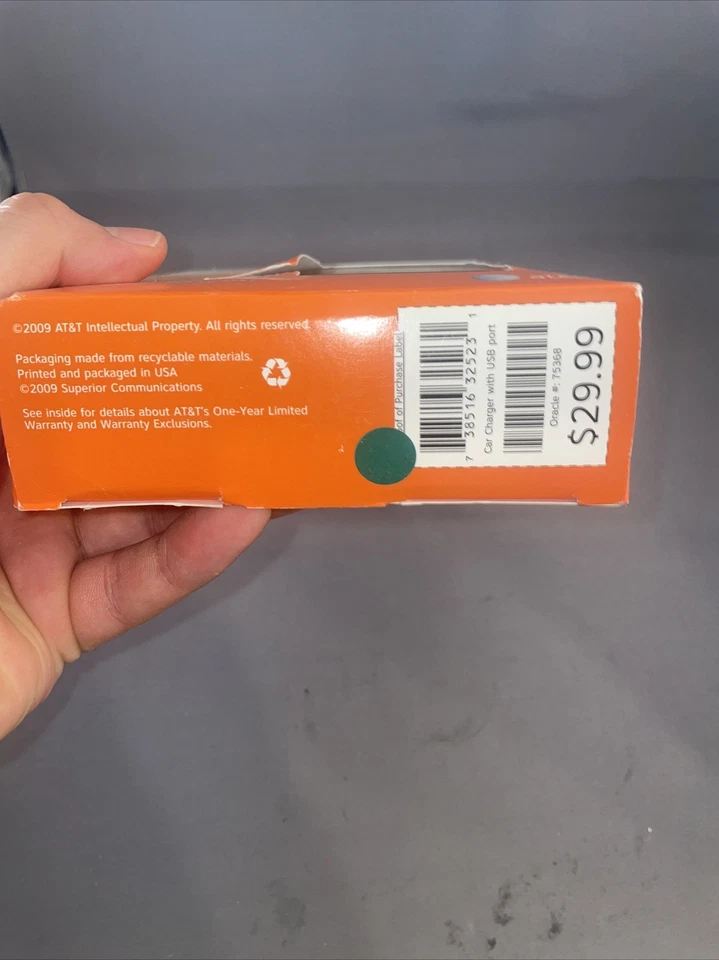 ©2009 AT&T Intellectual Property. All rights reserved.
Packaging made from recyclable materials.
Printed and packaged in USA
©2009 Superior Communications
See inside for details about AT&T's One-Year Limited
Warranty and Warranty Exclusions.
of Purchase Label
7 38516 32523 1
Car Charger with USB port
Oracle #: 75368
$29.99